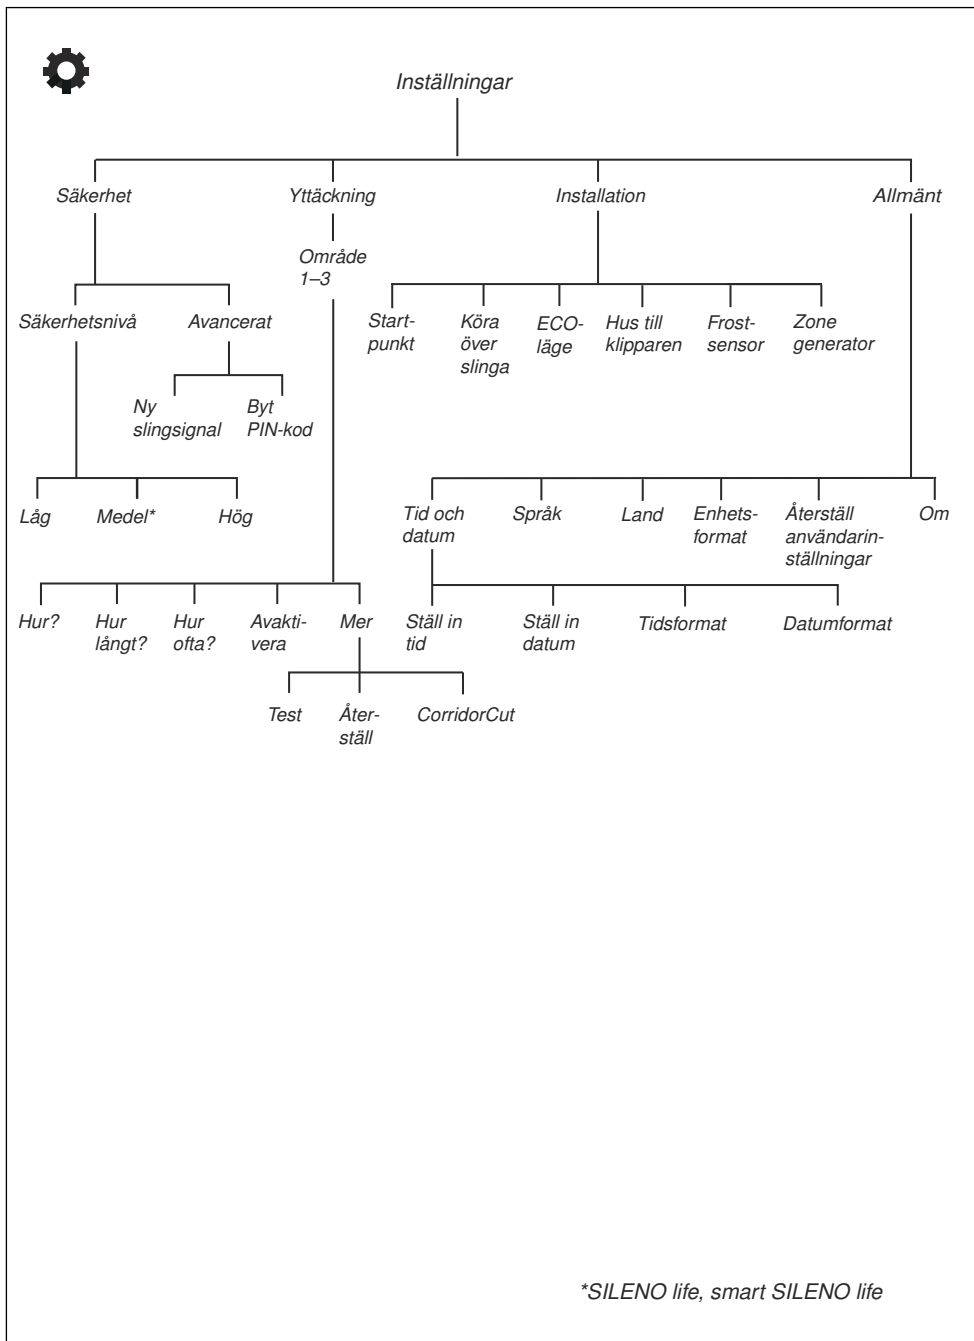 Inställningar
Säkerhet
Yttäckning
Installation
Allmänt
Område
1–3
Säkerhetsnivå
Avancerat
Start-
punkt
Köra
över
slinga
ECO-
läge
Hus till
klipparen
Frost-
sensor
Zone
generator
Ny
slingsignal
Byt
PIN-kod
Låg
Medel*
Hög
Tid och
datum
Språk
Land
Enhets-
format
Återställ
användarin-
ställningar
Om
Hur?
Hur
långt?
Hur
ofta?
Avakti-
vera
Mer
Ställ in
tid
Ställ in
datum
Tidsformat
Datumformat
Test
Åter-
ställ
CorridorCut
*SILENO life, smart SILENO life